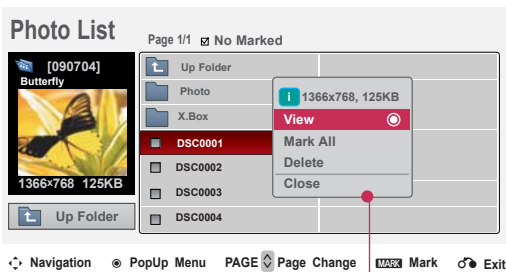 Photo List
Page 1/1 No Marked
[090704]
Butterfly
1366x768 125KB
Up Folder
Up Folder
Photo
X.Box
DSC0001
DSC0002
DSC0003
DSC0004
i 1366x768, 125KB
View
Mark All
Delete
Close
Navigation PopUp Menu PAGE Page Change MARK Mark Exit